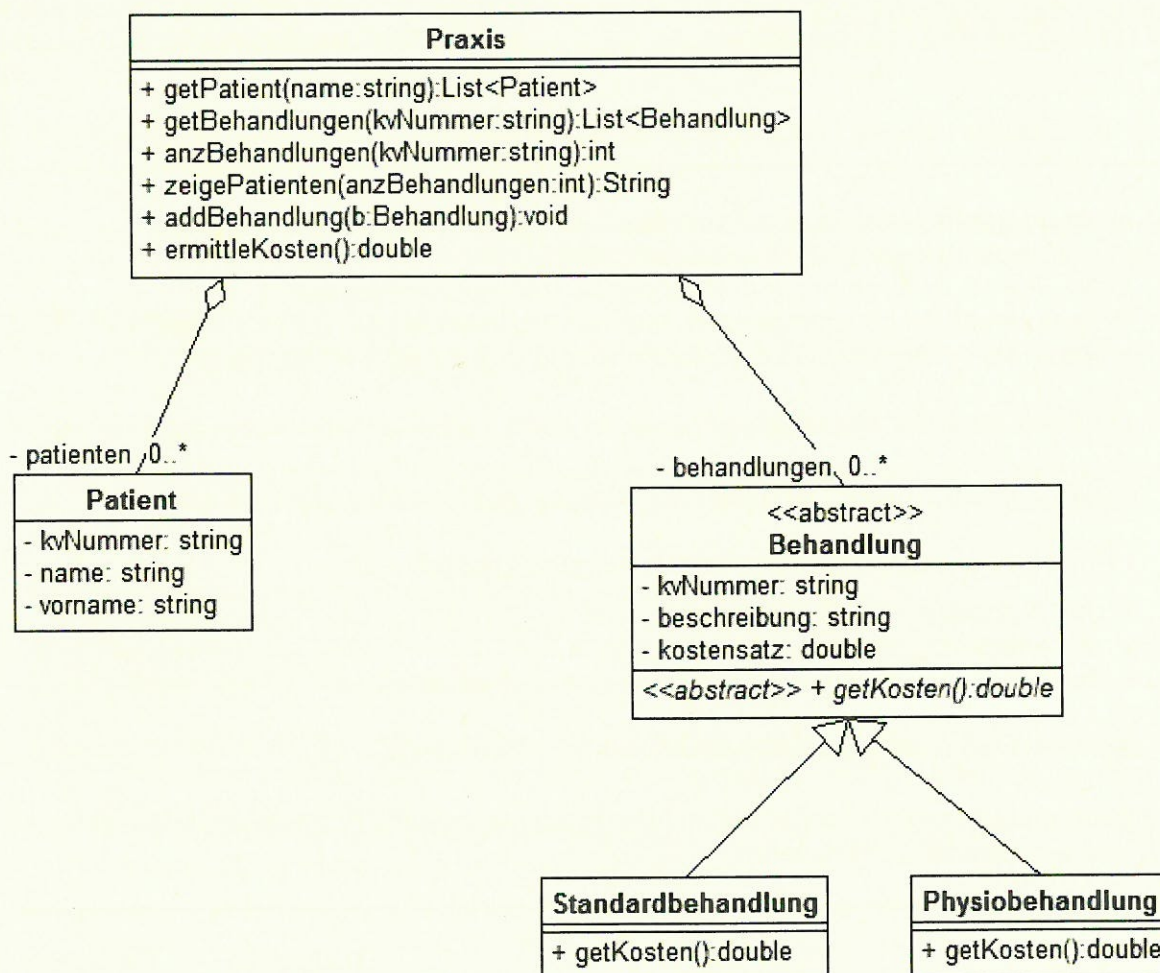 Praxis
+ getPatient(name:string):List<Patient>
+ getBehandlungen(kvNummer:string):List<Behandlung>
+ anzBehandlungen(kvNummer:string):int
+ zeigePatienten(anzBehandlungen:int):String
+ addBehandlung(b:Behandlung):void
+ ermittleKosten():double
- patienten 0..*
Patient
- kvNummer: string
- name: string
- vorname: string
- behandlungen 0..*
<<abstract>>
Behandlung
- kvNummer: string
- beschreibung: string
- kostensatz: double
<<abstract>> + getKosten():double
Standardbehandlung
+ getKosten():double
Physiobehandlung
+ getKosten():double